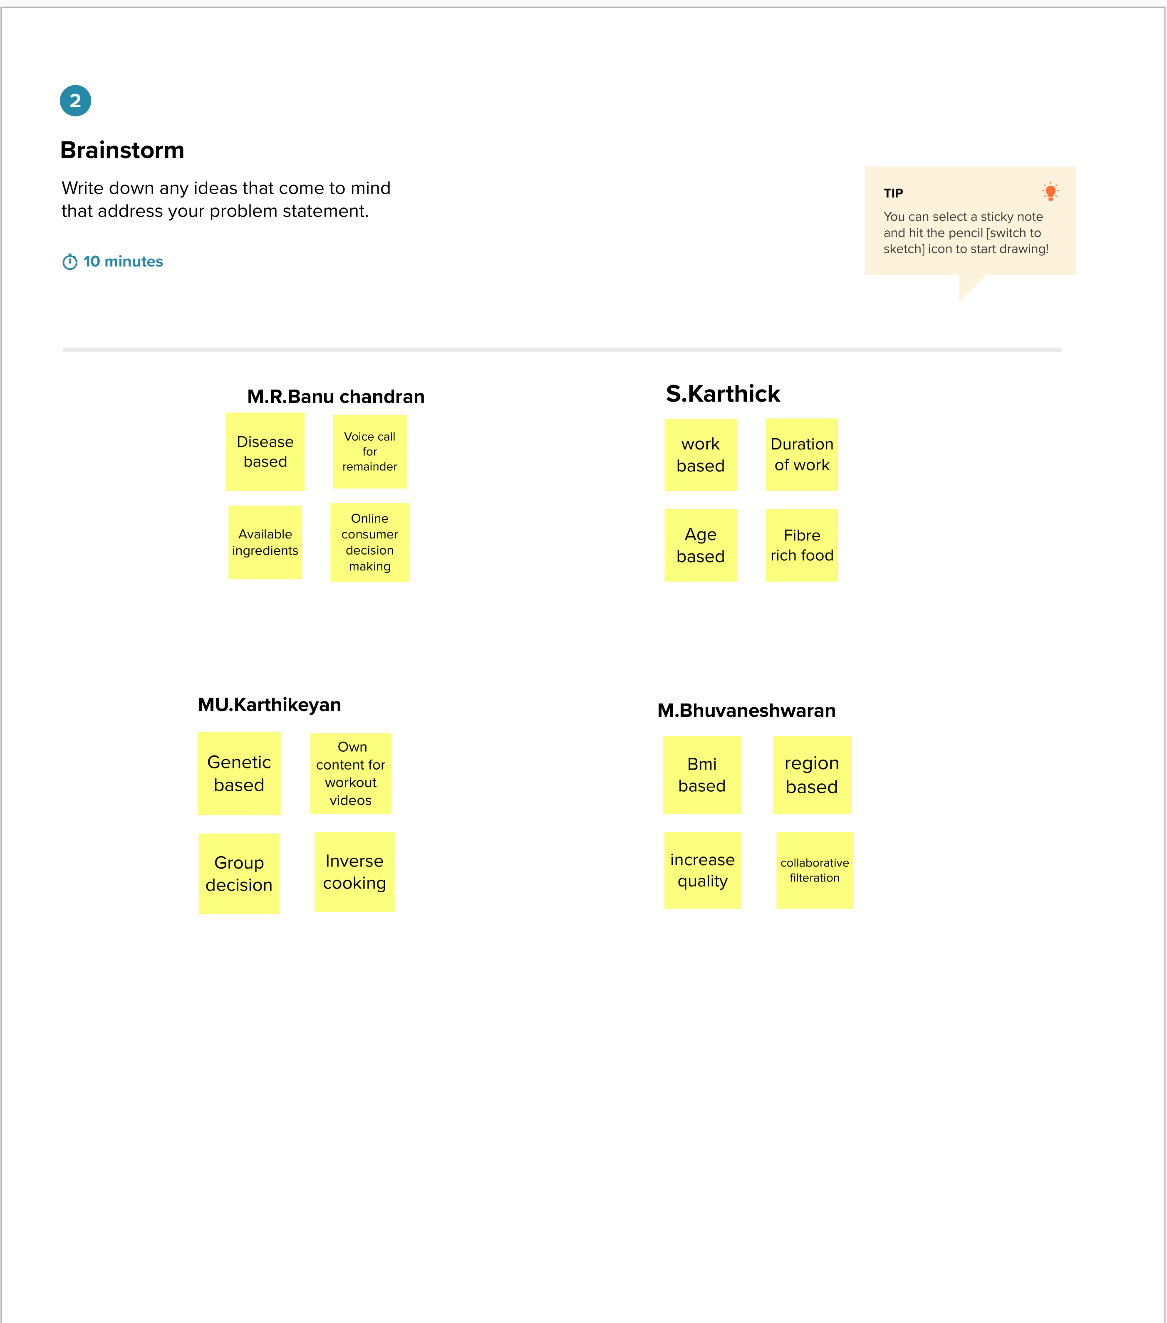 2
Brainstorm
Write down any ideas that come to mind
that address your problem statement.
10 minutes
TIP
You can select a sticky note
and hit the pencil [switch to
sketch] icon to start drawing!
M.R.Banu chandran
Disease
based
Voice call
for
remainder
Available
ingredients
Online
consumer
decision
making
S.Karthick
work
based
Duration
of work
Age
based
Fibre
rich food
MU.Karthikeyan
Genetic
based
Own
content for
workout
videos
Group
decision
Inverse
cooking
M.Bhuvaneshwaran
Bmi
based
region
based
increase
quality
collaborative
filteration